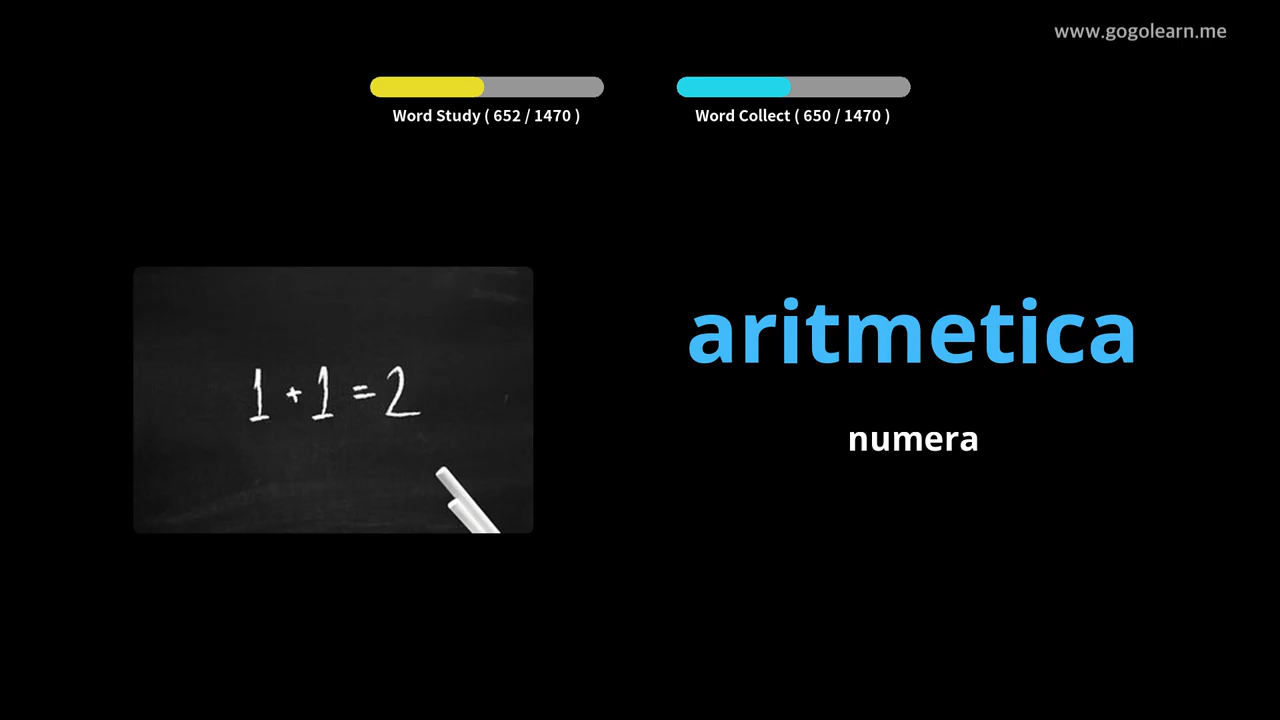 www.gogolearn.me
Word Study ( 652 / 1470 )
Word Collect ( 650 / 1470 )
1 + 1 = 2
aritmetica
numera